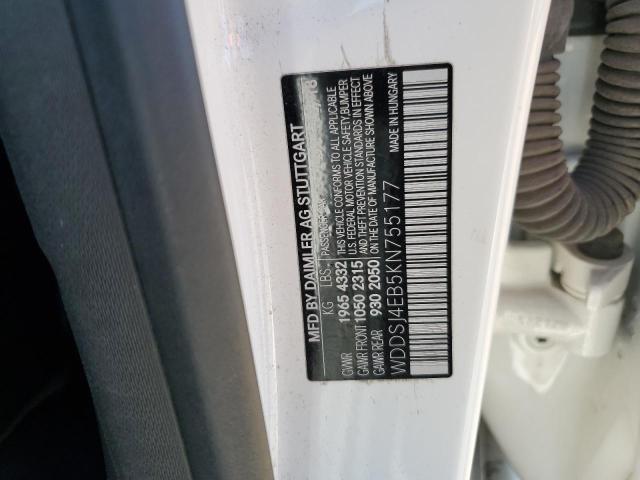 MFD BY DAIMLER AG STUTTGART
KG LBS. PASSENGER
GVWR 1965 4332 THIS VEHICLE CONFORMS TO ALL APPLICABLE
GAWR FRONT 1050 2315 U.S. FEDERAL MOTOR VEHICLE SAFETY, BUMPER
GAWR REAR 930 2050 AND THEFT PREVENTION STANDARDS IN EFFECT
ON THE DATE OF MANUFACTURE SHOWN ABOVE
WDDSJ4EB5KN755177 MADE IN HUNGARY